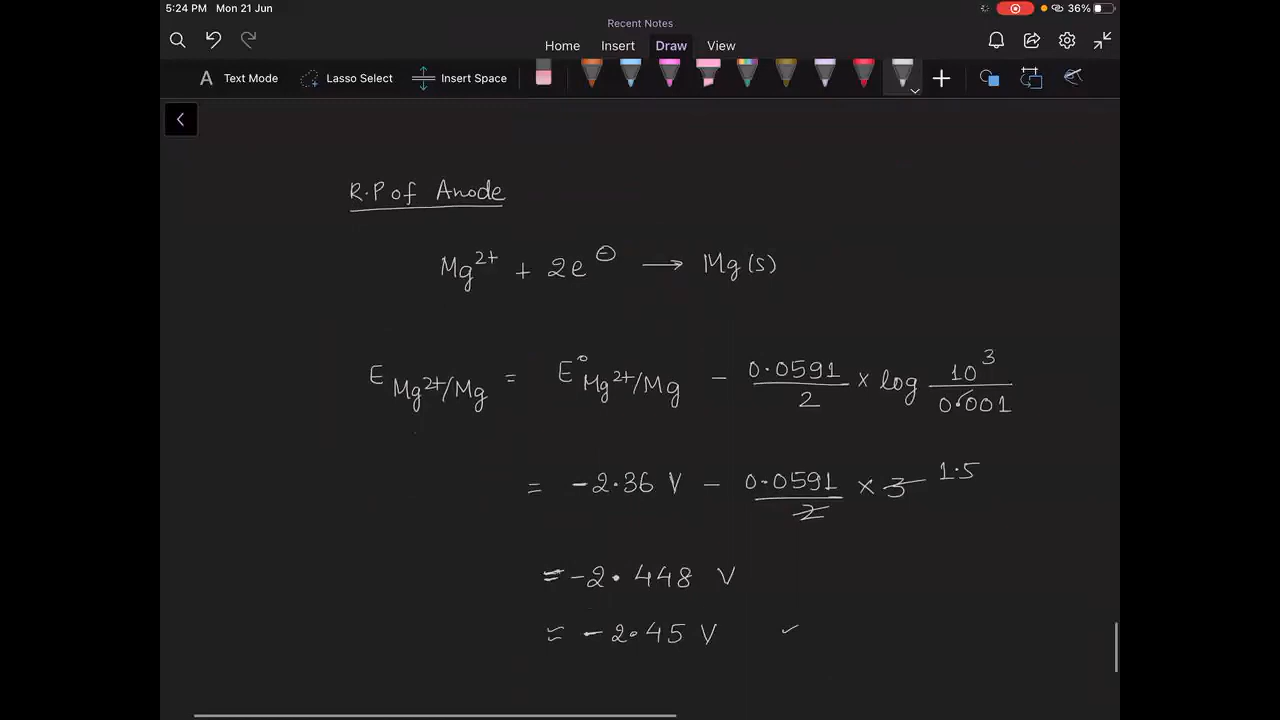 5:24 PM Mon 21 Jun 36%
Recent Notes
Home Insert Draw View
A Text Mode Lasso Select Insert Space
R.P of Anode
Mg²⁺ + 2e⊖ → Mg(s)
E Mg²⁺/Mg = E° Mg²⁺/Mg − 0.0591/2 × log 10³/0.001
= −2.36 V − 0.0591/2 × 3 1.5
= −2.448 V
≈ −2.45 V ✓